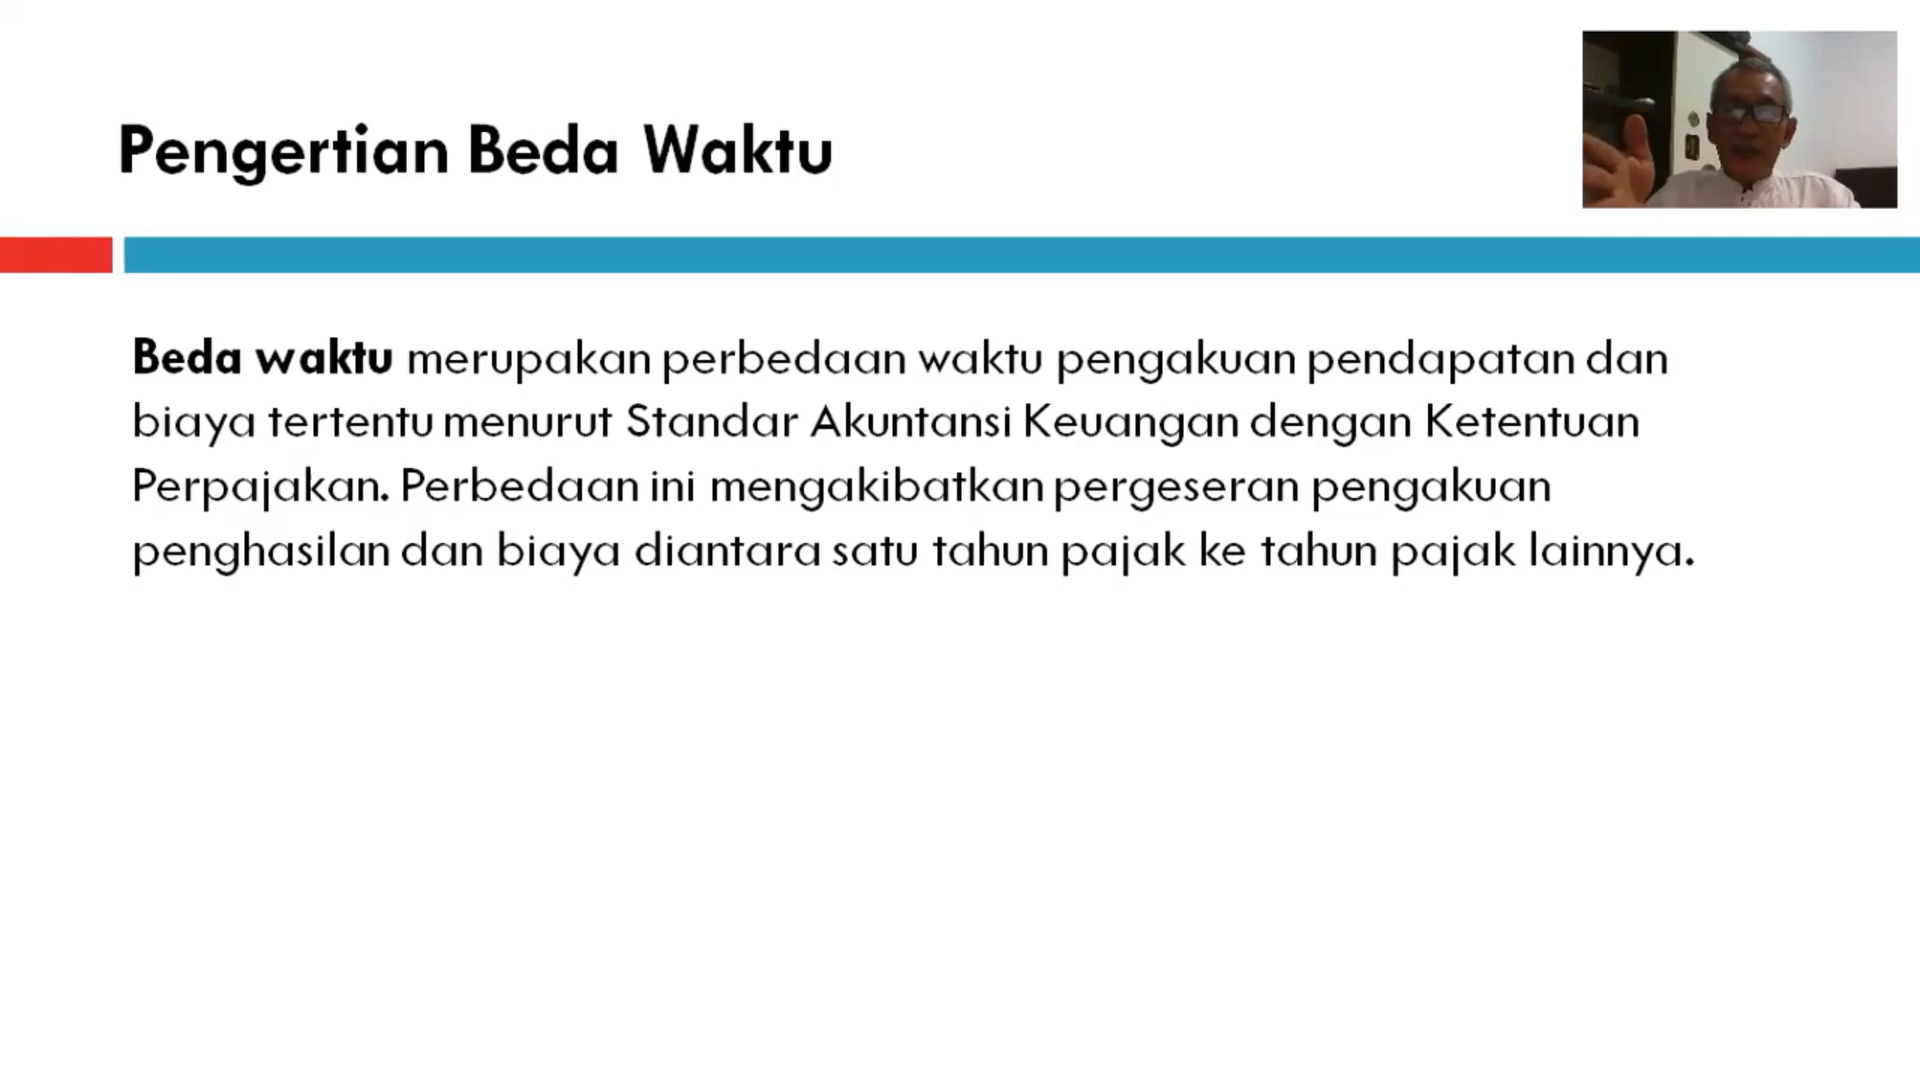 Pengertian Beda Waktu
Beda waktu merupakan perbedaan waktu pengakuan pendapatan dan
biaya tertentu menurut Standar Akuntansi Keuangan dengan Ketentuan
Perpajakan. Perbedaan ini mengakibatkan pergeseran pengakuan
penghasilan dan biaya diantara satu tahun pajak ke tahun pajak lainnya.